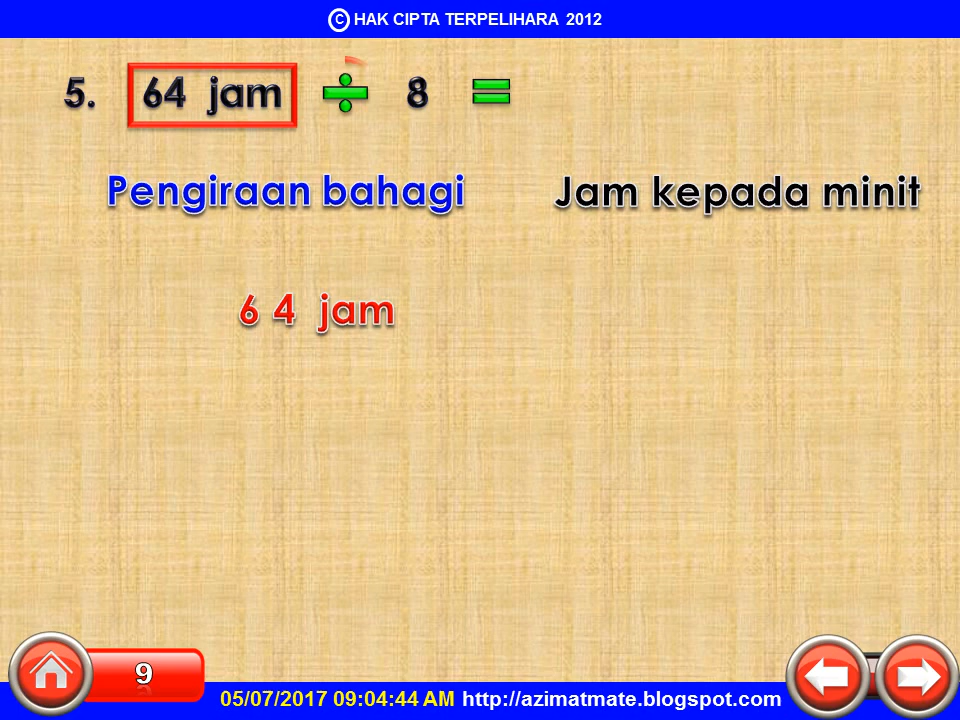 © HAK CIPTA TERPELIHARA 2012
5. 64 jam ÷ 8 =
Pengiraan bahagi
Jam kepada minit
6 4 jam
9
05/07/2017 09:04:44 AM http://azimatmate.blogspot.com